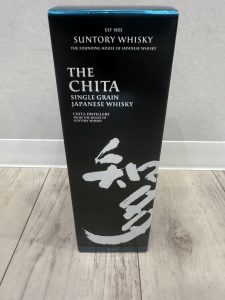 EST 1923
SUNTORY WHISKY
THE FOUNDING HOUSE OF JAPANESE WHISKY
THE
CHITA
SINGLE GRAIN
JAPANESE WHISKY
CHITA DISTILLERY
FROM THE HOUSE OF
SUNTORY WHISKY
知多